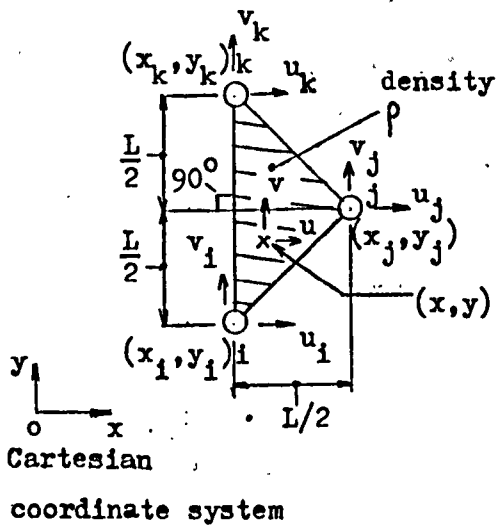 v_k
(x_k, y_k) k
u_k
density
ρ
L/2
90°
v
v_j
j
u_j
u
(x_j, y_j)
L/2
v_i
(x, y)
u_i
(x_i, y_i) i
y
o
x
L/2
Cartesian
coordinate system